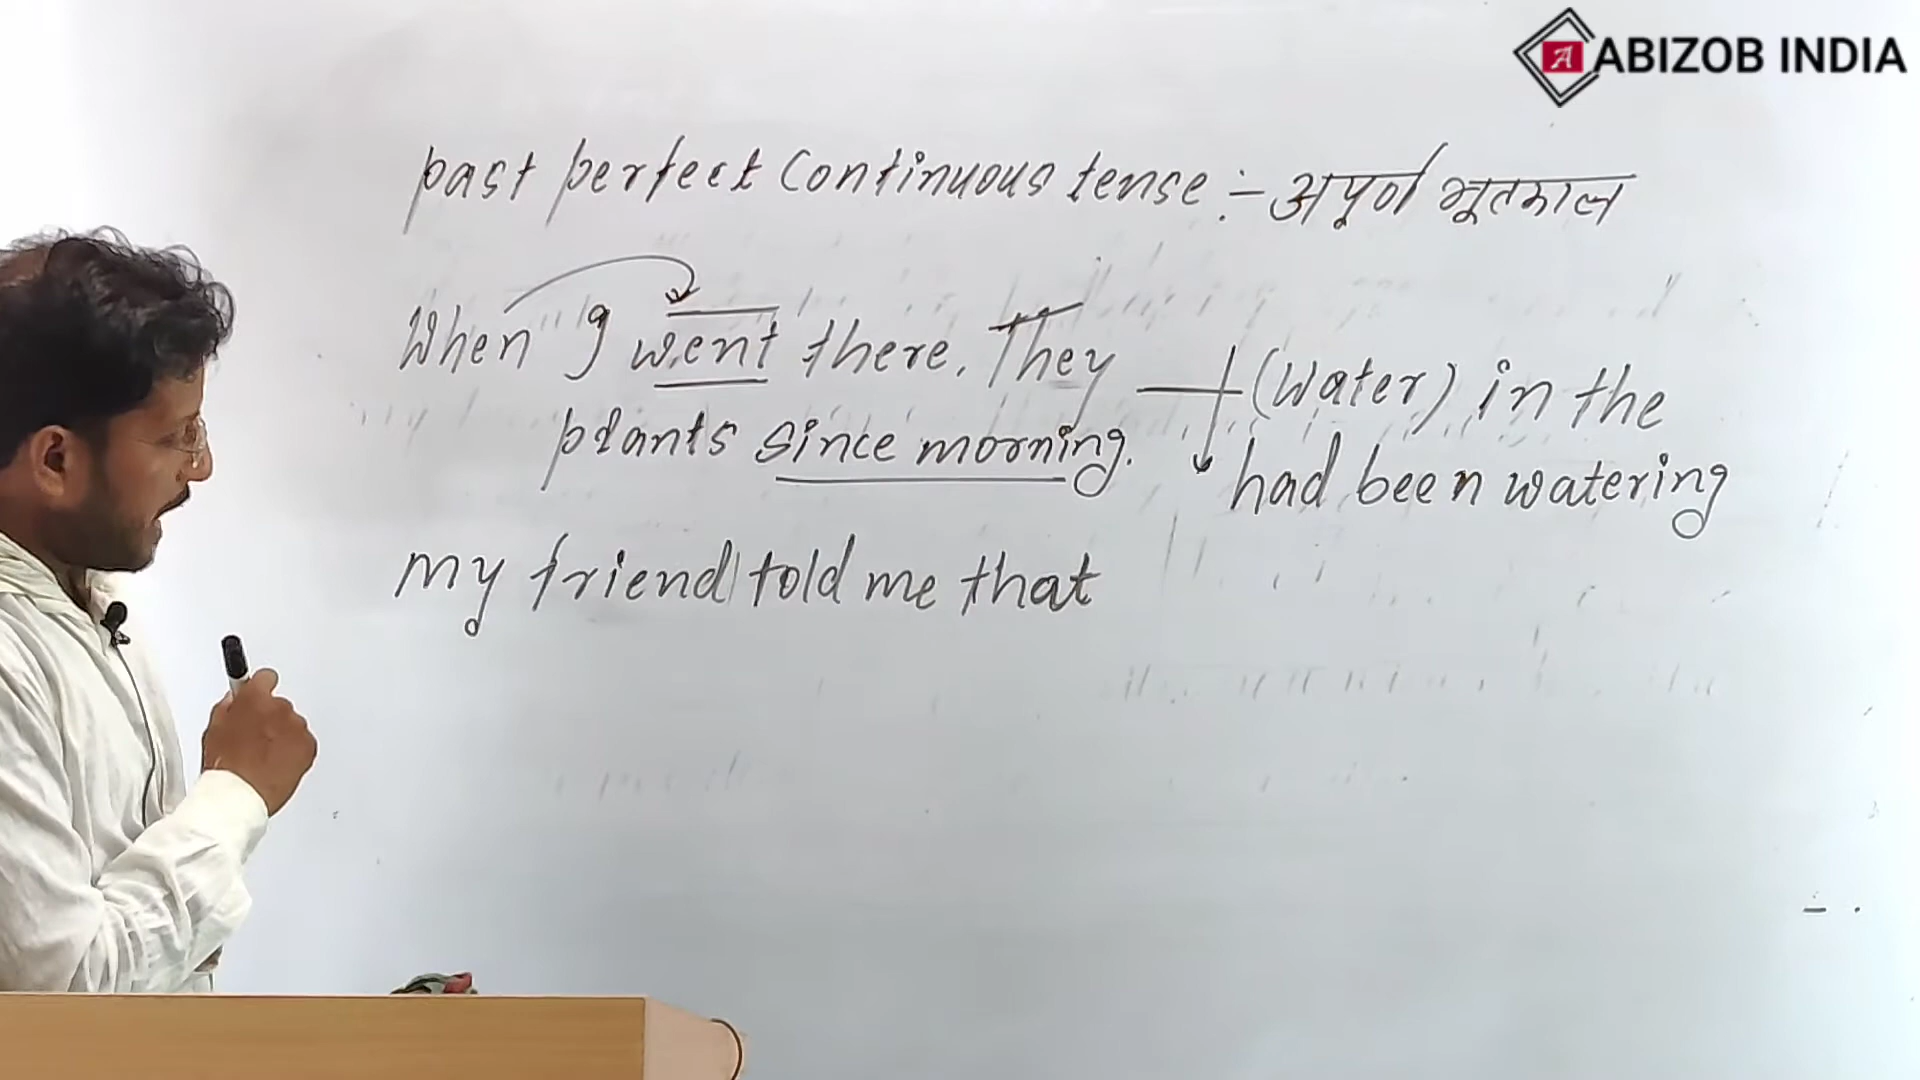 ABIZOB INDIA
past perfect continuous tense :- अपूर्ण भूतकाल
When I went there, They (water) in the
plants since morning.
had been watering
my friend told me that